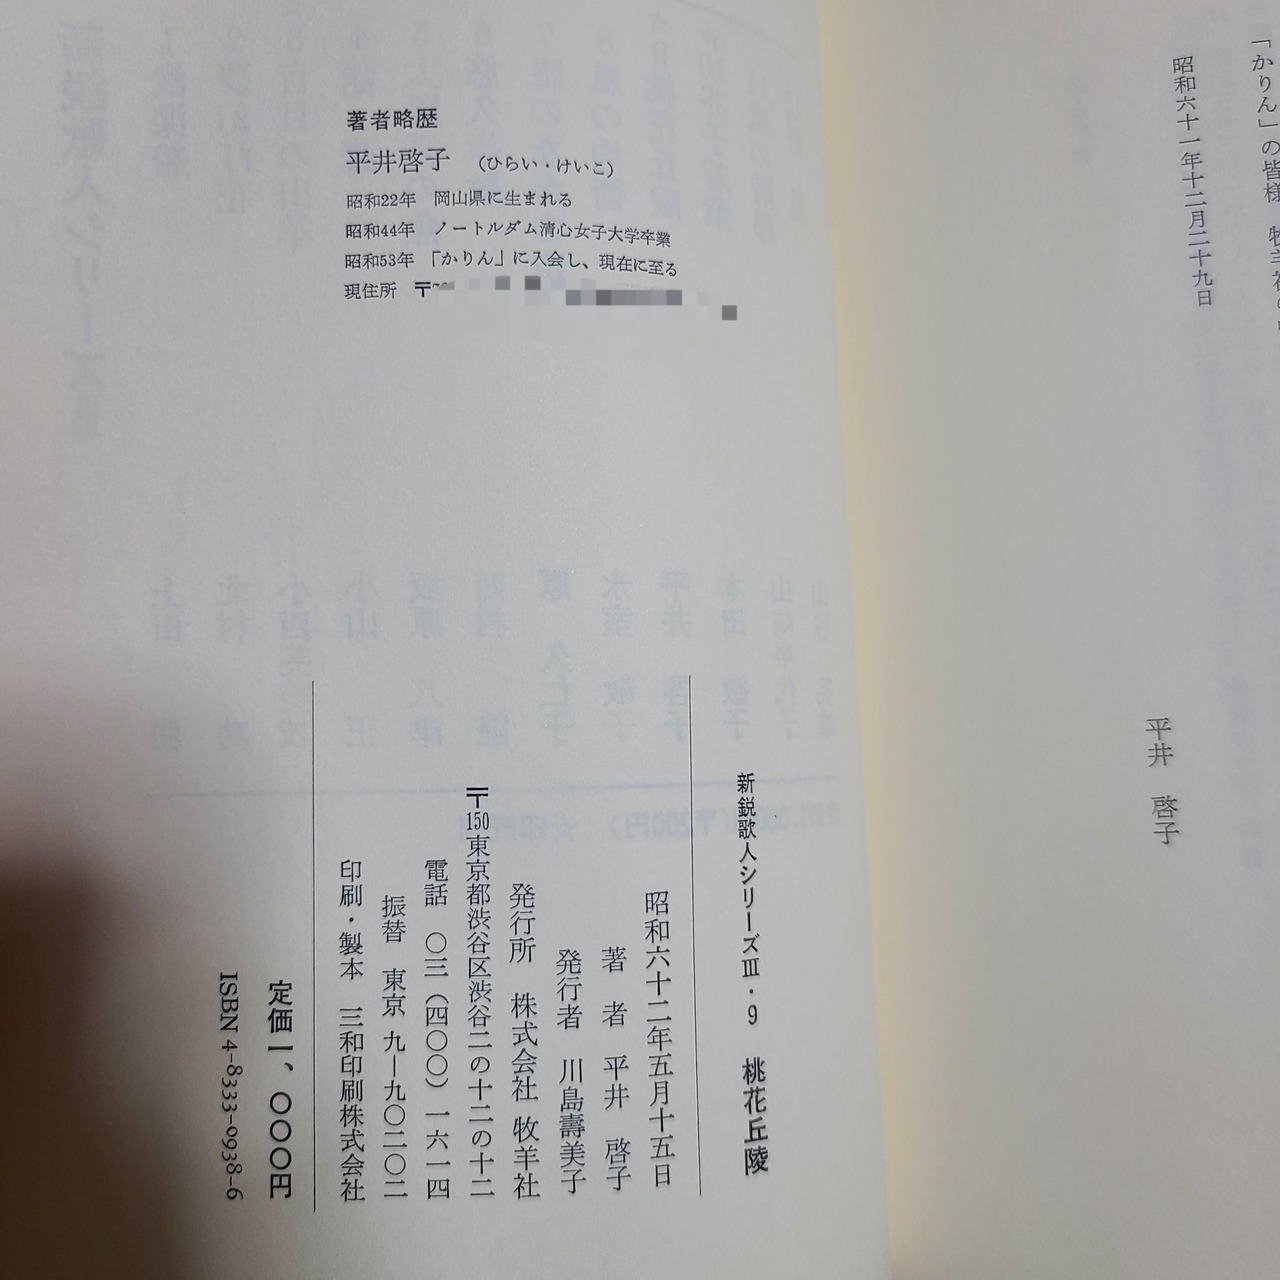 「かりん」の皆様
昭和六十一年十二月二十九日
平井 啓子
著者略歴
平井啓子 (ひらい・けいこ)
昭和22年 岡山県に生まれる
昭和44年 ノートルダム清心女子大学卒業
昭和53年 「かりん」に入会し、現在に至る
現住所 〒
新鋭歌人シリーズⅢ・9 桃花丘陵
昭和六十二年五月十五日
著 者 平井 啓子
発行者 川島壽美子
発行所 株式会社 牧羊社
〒150東京都渋谷区渋谷二の十二の十二
電話 〇三(四〇〇)一六一四
振替 東京 九―九〇二〇二
印刷・製本 三和印刷株式会社
定価一、〇〇〇円
ISBN 4-8333-0938-6